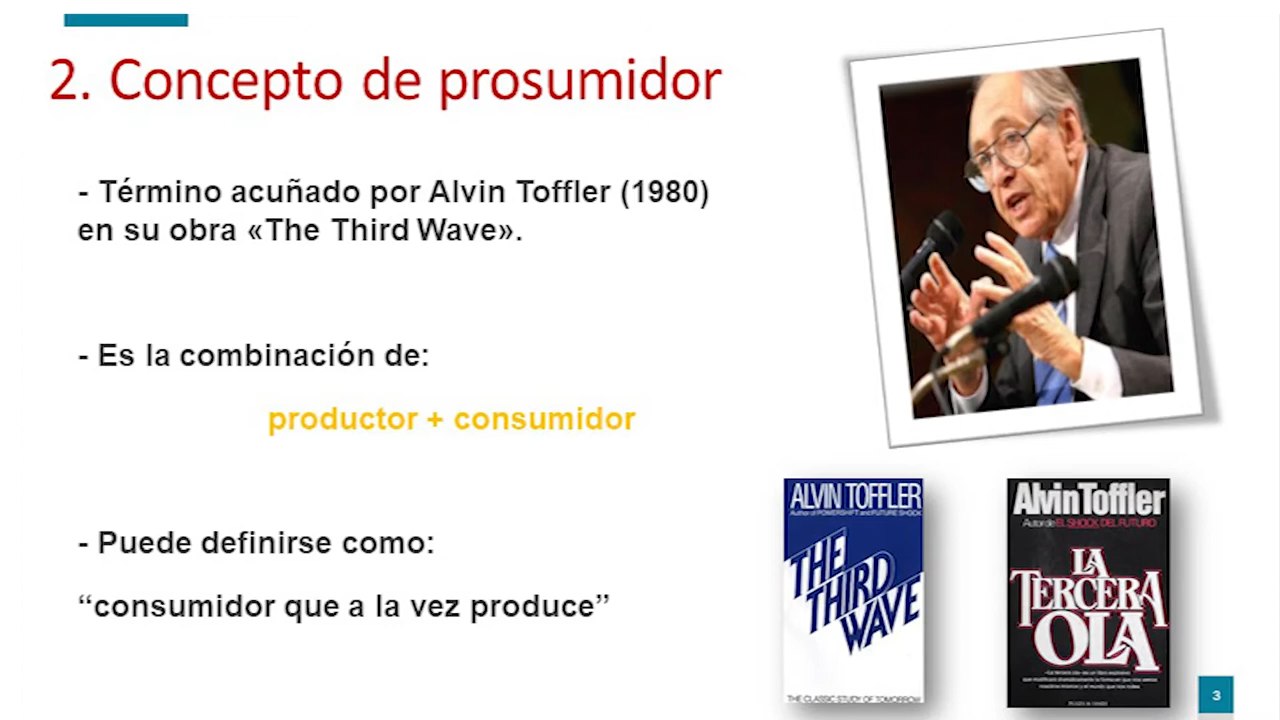 2. Concepto de prosumidor
- Término acuñado por Alvin Toffler (1980)
en su obra «The Third Wave».
- Es la combinación de:
productor + consumidor
- Puede definirse como:
“consumidor que a la vez produce”
ALVIN TOFFLER
Author of POWERSHIFT and FUTURE SHOCK
THE
THIRD
WAVE
THE CLASSIC STUDY OF TOMORROW
Alvin Toffler
Autor de EL SHOCK DEL FUTURO
LA
TERCERA
OLA
3